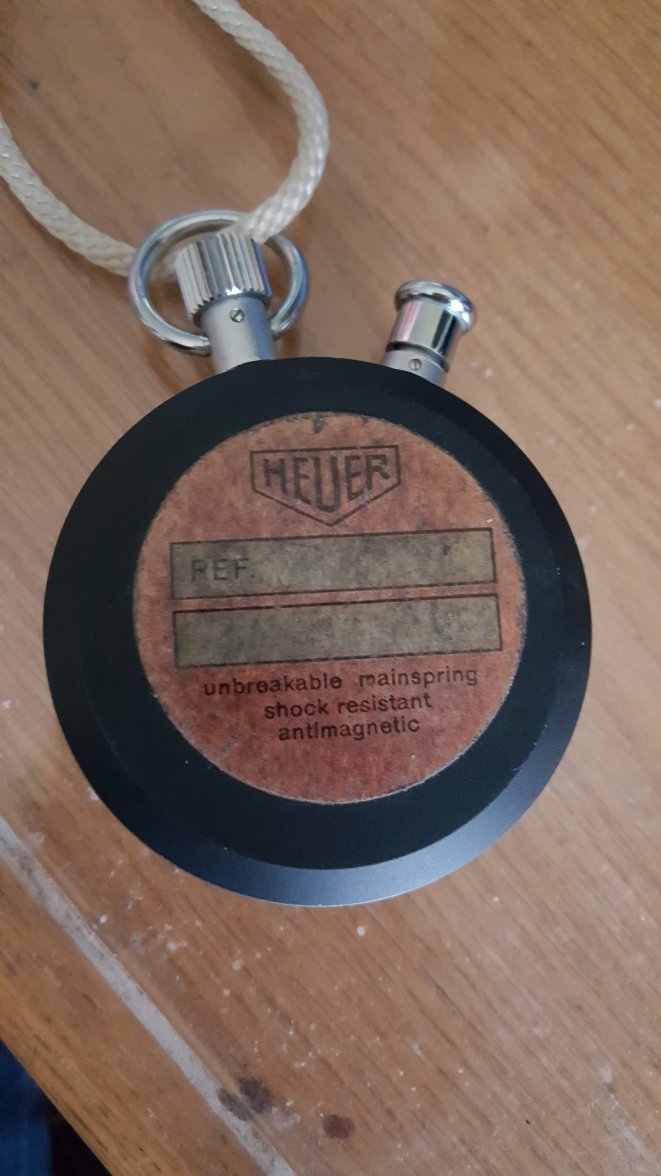 HEUER
REF.
unbreakable mainspring
shock resistant
antimagnetic